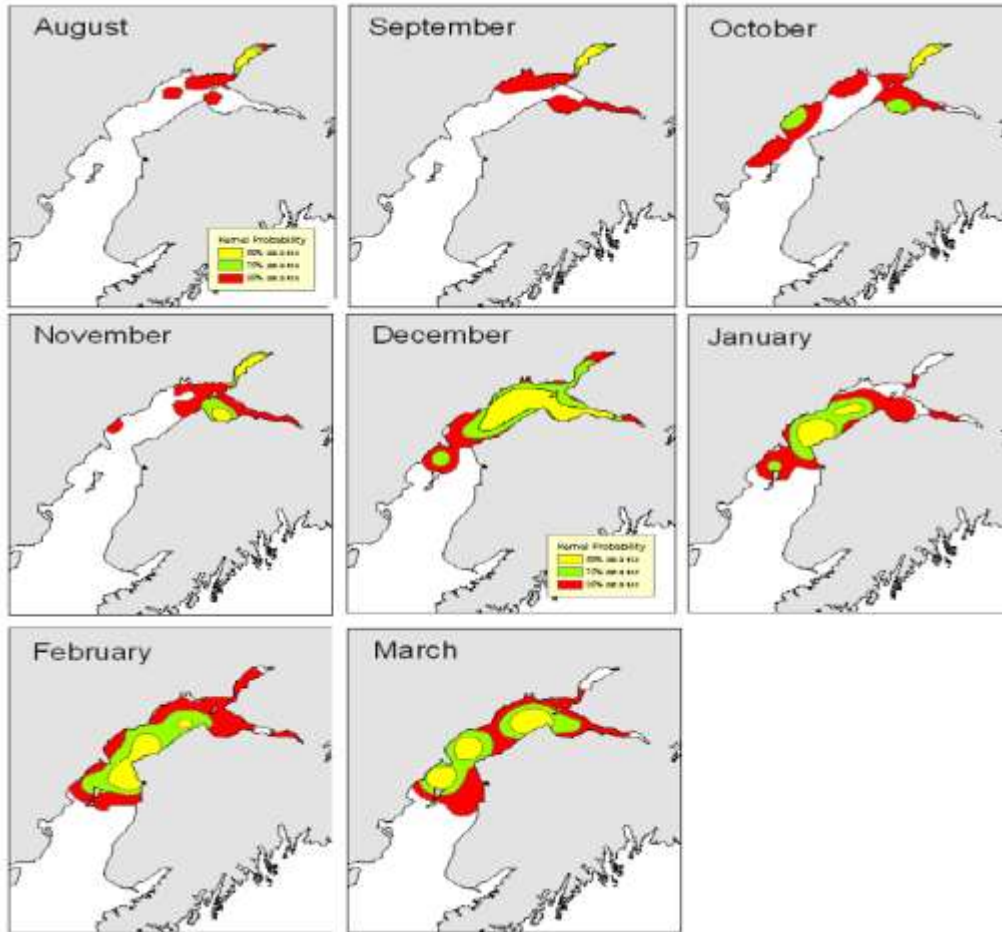 August
September
October
Kernel Probability
November
December
January
Kernel Probability
February
March